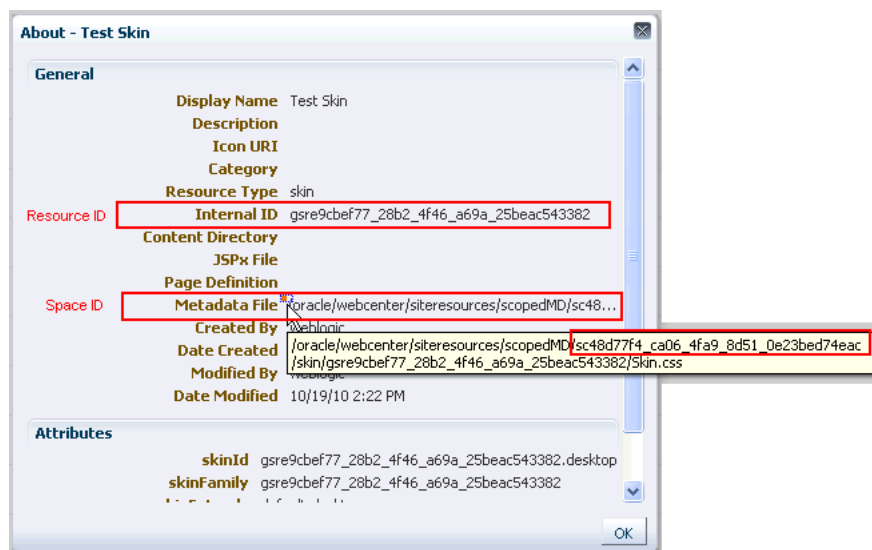 About - Test Skin
General
Display Name Test Skin
Description
Icon URI
Category
Resource Type skin
Resource ID Internal ID gsre9cbef77_28b2_4f46_a69a_25beac543382
Content Directory
JSPx File
Page Definition
Space ID Metadata File /oracle/webcenter/siteresources/scopedMD/sc48...
Created By weblogic
/oracle/webcenter/siteresources/scopedMD/sc48d77f4_ca06_4fa9_8d51_0e23bed74eac
/skin/gsre9cbef77_28b2_4f46_a69a_25beac543382/Skin.css
Date Created
Modified By weblogic
Date Modified 10/19/10 2:22 PM
Attributes
skinId gsre9cbef77_28b2_4f46_a69a_25beac543382.desktop
skinFamily gsre9cbef77_28b2_4f46_a69a_25beac543382
OK